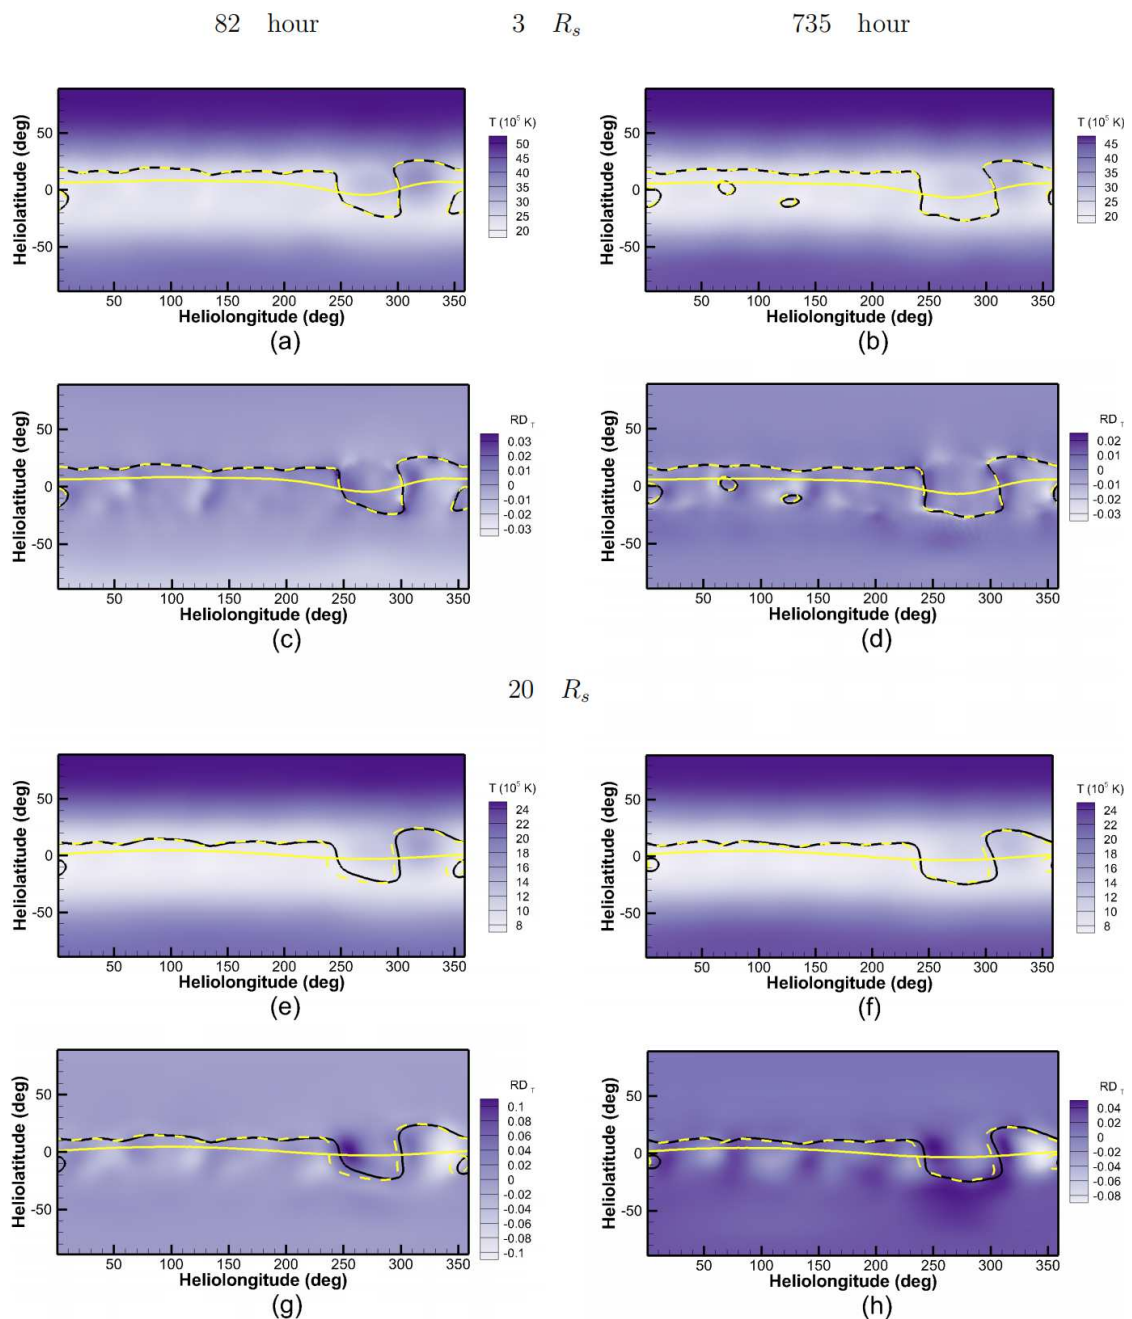 82 hour 3 R_s 735 hour
T (10^5 K)
50
45
40
35
30
25
20
50
0
-50
Heliolatitude (deg)
50 100 150 200 250 300 350
Heliolongitude (deg)
(a)
T (10^5 K)
45
40
35
30
25
20
50
0
-50
Heliolatitude (deg)
50 100 150 200 250 300 350
Heliolongitude (deg)
(b)
RD_T
0.03
0.02
0.01
0
-0.01
-0.02
-0.03
50
0
-50
Heliolatitude (deg)
50 100 150 200 250 300 350
Heliolongitude (deg)
(c)
RD_T
0.02
0.01
0
-0.01
-0.02
-0.03
50
0
-50
Heliolatitude (deg)
50 100 150 200 250 300 350
Heliolongitude (deg)
(d)
20 R_s
T (10^5 K)
24
22
20
18
16
14
12
10
8
50
0
-50
Heliolatitude (deg)
50 100 150 200 250 300 350
Heliolongitude (deg)
(e)
T (10^5 K)
24
22
20
18
16
14
12
10
8
50
0
-50
Heliolatitude (deg)
50 100 150 200 250 300 350
Heliolongitude (deg)
(f)
RD_T
0.1
0.08
0.06
0.04
0.02
0
-0.02
-0.04
-0.06
-0.08
-0.1
50
0
-50
Heliolatitude (deg)
50 100 150 200 250 300 350
Heliolongitude (deg)
(g)
RD_T
0.04
0.02
0
-0.02
-0.04
-0.06
-0.08
50
0
-50
Heliolatitude (deg)
50 100 150 200 250 300 350
Heliolongitude (deg)
(h)